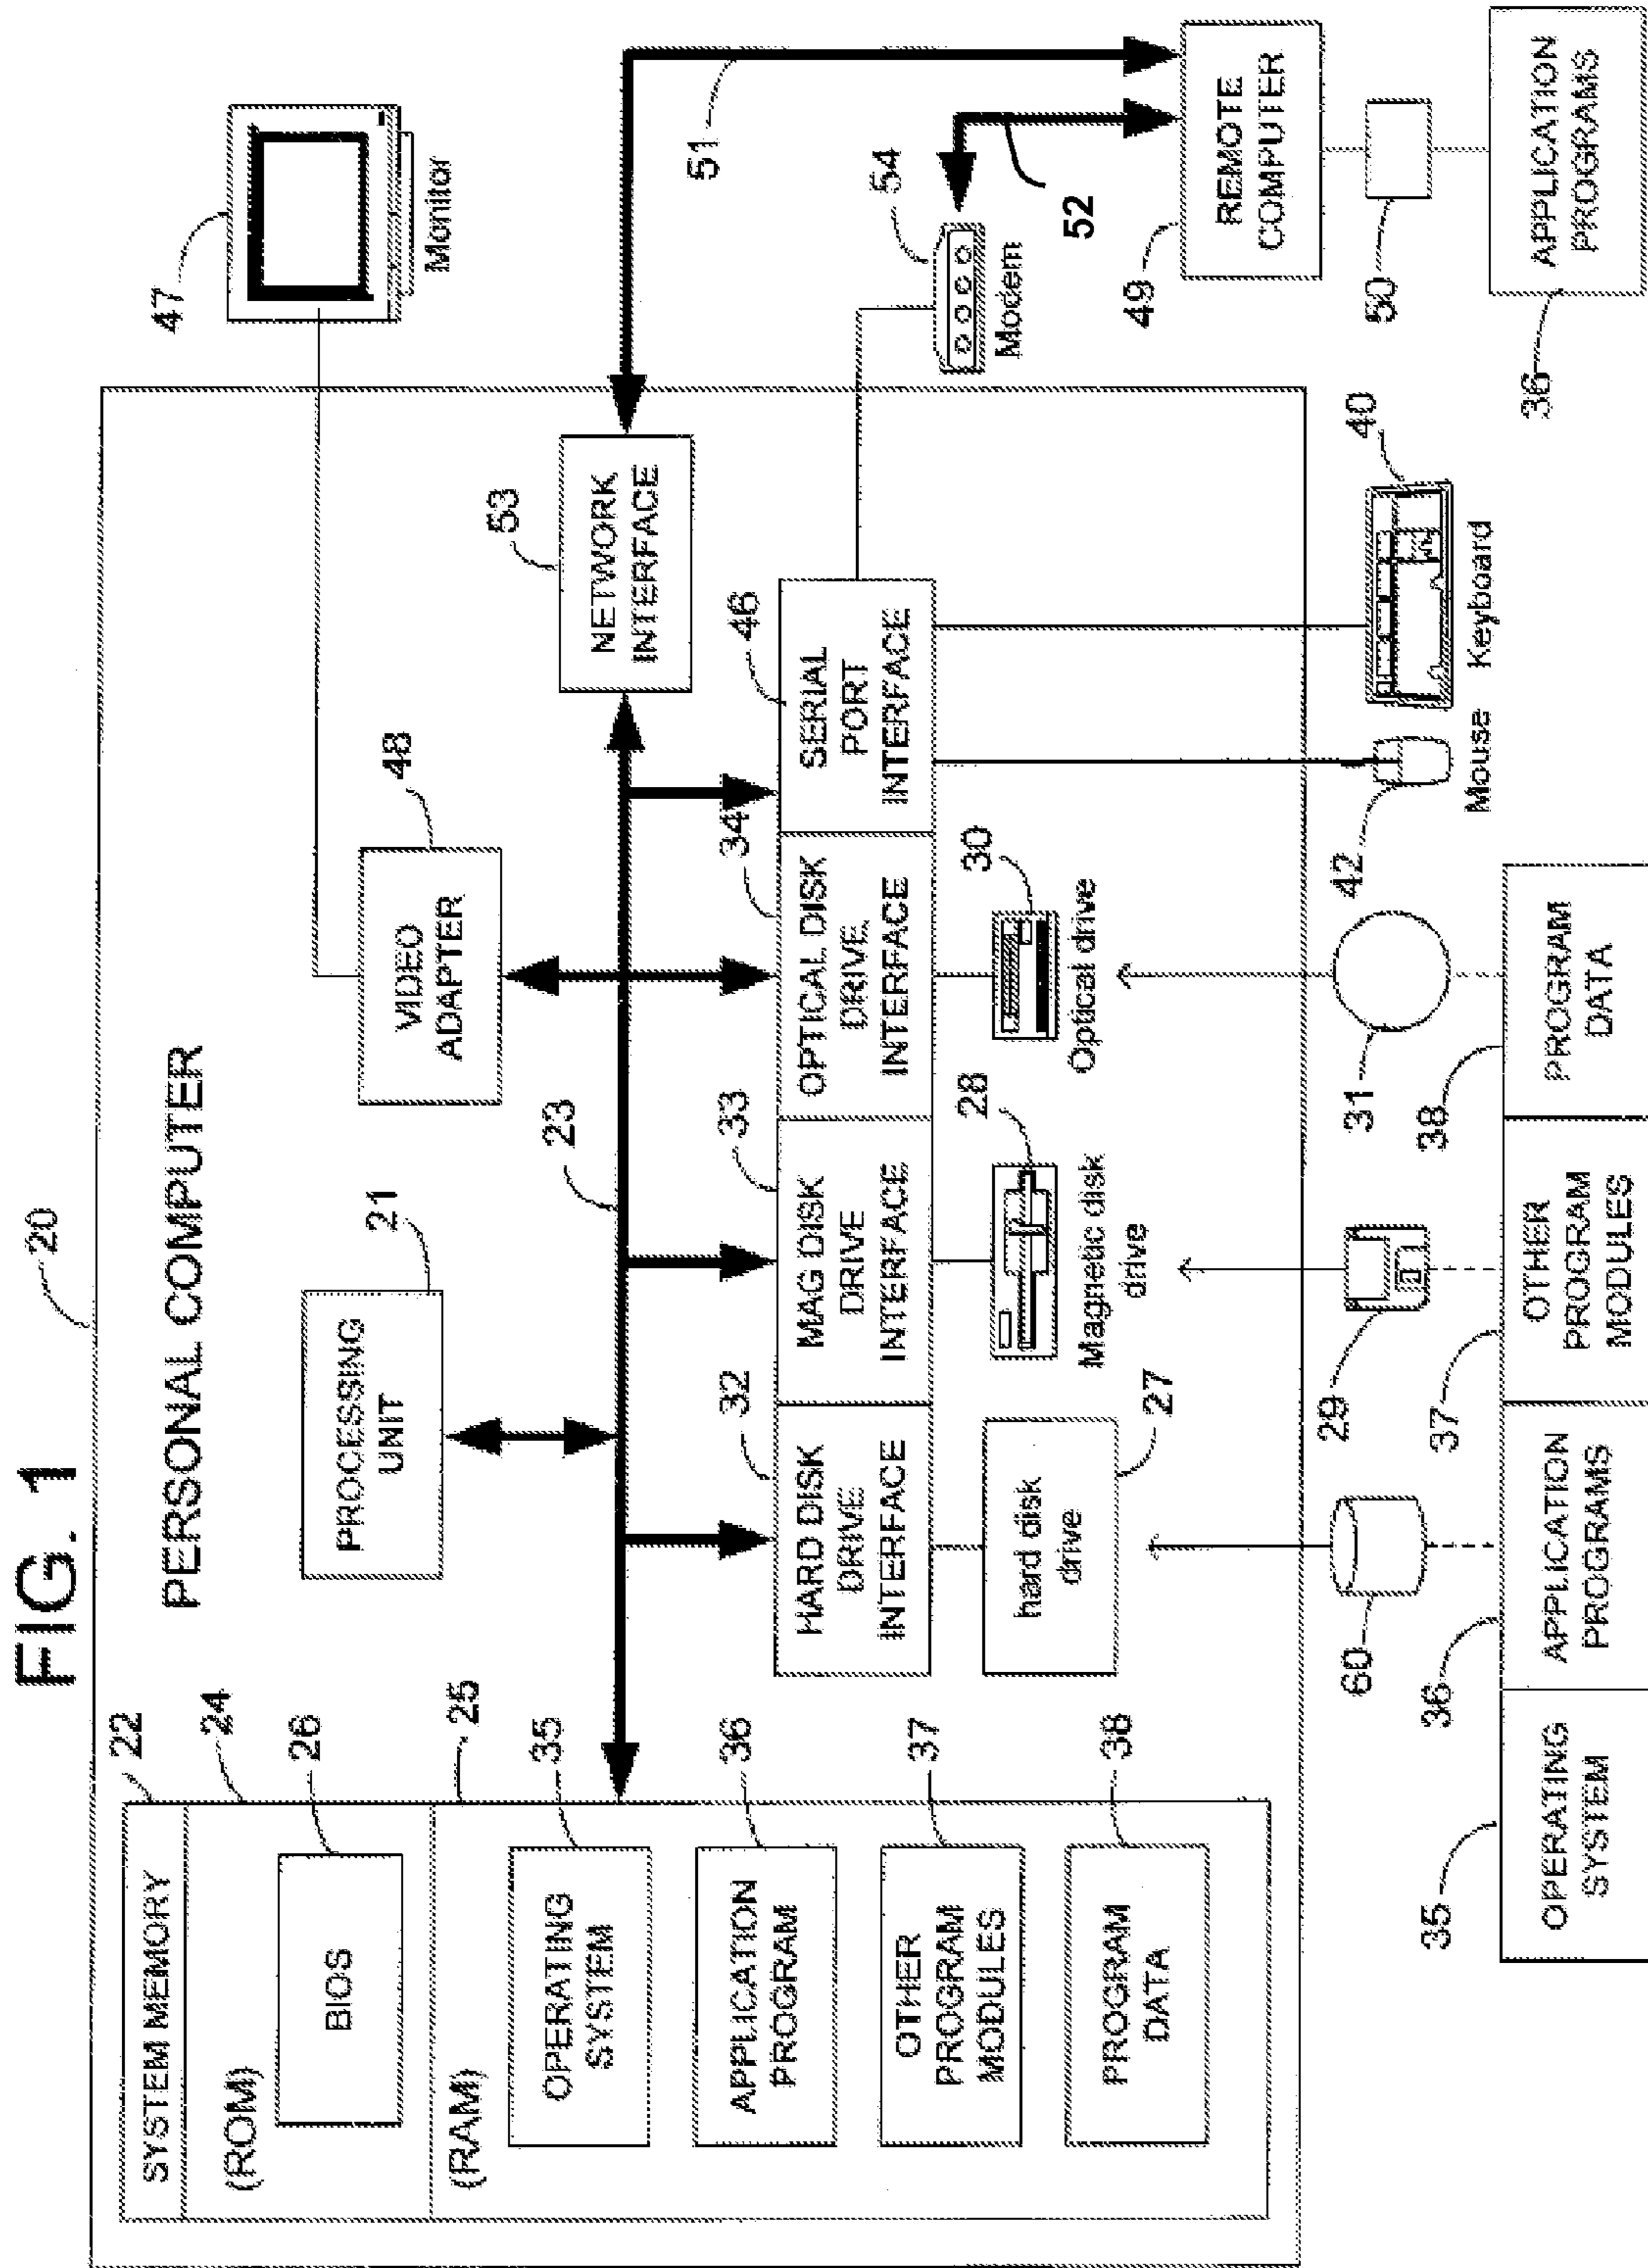 FIG. 1
20
PERSONAL COMPUTER
22
SYSTEM MEMORY
24
(ROM)
26
BIOS
25
(RAM)
35
OPERATING
SYSTEM
36
APPLICATION
PROGRAM
37
OTHER
PROGRAM
MODULES
38
PROGRAM
DATA
21
PROCESSING
UNIT
23
48
VIDEO
ADAPTER
47
Monitor
53
NETWORK
INTERFACE
51
32
HARD DISK
DRIVE
INTERFACE
33
MAG DISK
DRIVE
INTERFACE
34
OPTICAL DISK
DRIVE
INTERFACE
46
SERIAL
PORT
INTERFACE
54
Modem
52
27
hard disk
drive
28
Magnetic disk
drive
30
Optical drive
49
REMOTE
COMPUTER
50
36
APPLICATION
PROGRAMS
60
29
31
42
Mouse
40
Keyboard
35
OPERATING
SYSTEM
36
APPLICATION
PROGRAMS
37
OTHER
PROGRAM
MODULES
38
PROGRAM
DATA